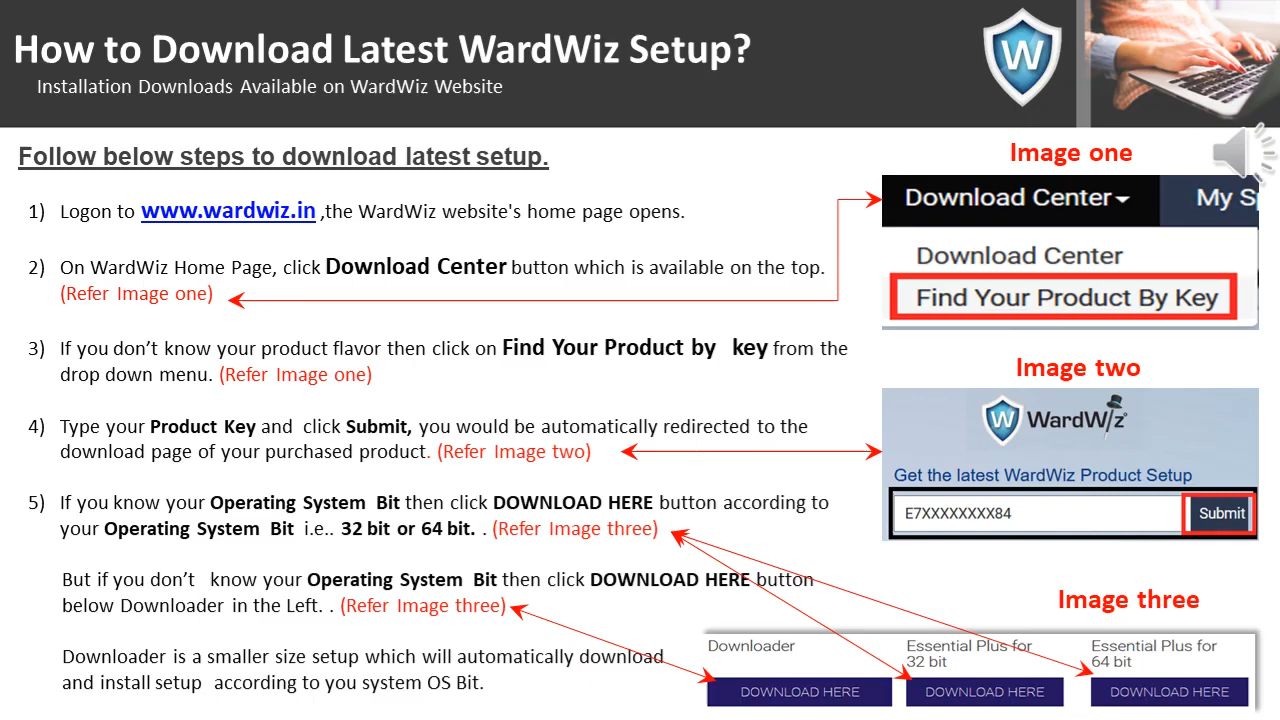 How to Download Latest WardWiz Setup?
Installation Downloads Available on WardWiz Website
W
Follow below steps to download latest setup.
1) Logon to www.wardwiz.in ,the WardWiz website's home page opens.
2) On WardWiz Home Page, click Download Center button which is available on the top.
(Refer Image one)
3) If you don’t know your product flavor then click on Find Your Product by key from the
drop down menu. (Refer Image one)
4) Type your Product Key and click Submit, you would be automatically redirected to the
download page of your purchased product. (Refer Image two)
5) If you know your Operating System Bit then click DOWNLOAD HERE button according to
your Operating System Bit i.e.. 32 bit or 64 bit. . (Refer Image three)
But if you don’t know your Operating System Bit then click DOWNLOAD HERE button
below Downloader in the Left. . (Refer Image three)
Downloader is a smaller size setup which will automatically download
and install setup according to you system OS Bit.
Image one
Download Center My Sp
Download Center
Find Your Product By Key
Image two
W WardWiz
Get the latest WardWiz Product Setup
E7XXXXXXXX84 Submit
Image three
Downloader Essential Plus for Essential Plus for
32 bit 64 bit
DOWNLOAD HERE DOWNLOAD HERE DOWNLOAD HERE